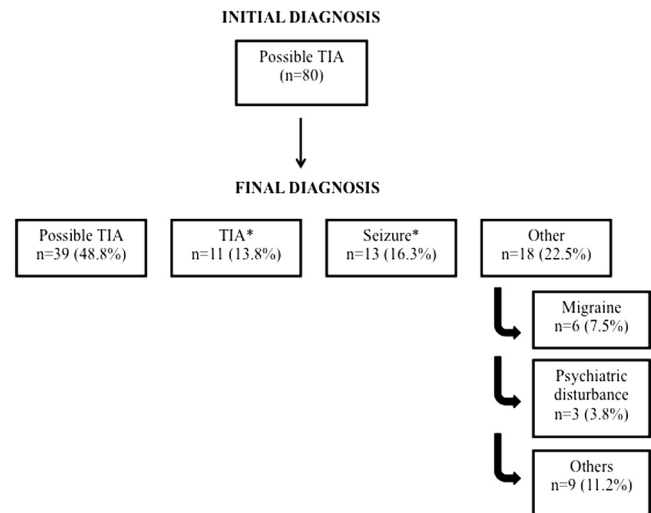 INITIAL DIAGNOSIS
Possible TIA
(n=80)
FINAL DIAGNOSIS
Possible TIA
n=39 (48.8%)
TIA*
n=11 (13.8%)
Seizure*
n=13 (16.3%)
Other
n=18 (22.5%)
Migraine
n=6 (7.5%)
Psychiatric
disturbance
n=3 (3.8%)
Others
n=9 (11.2%)